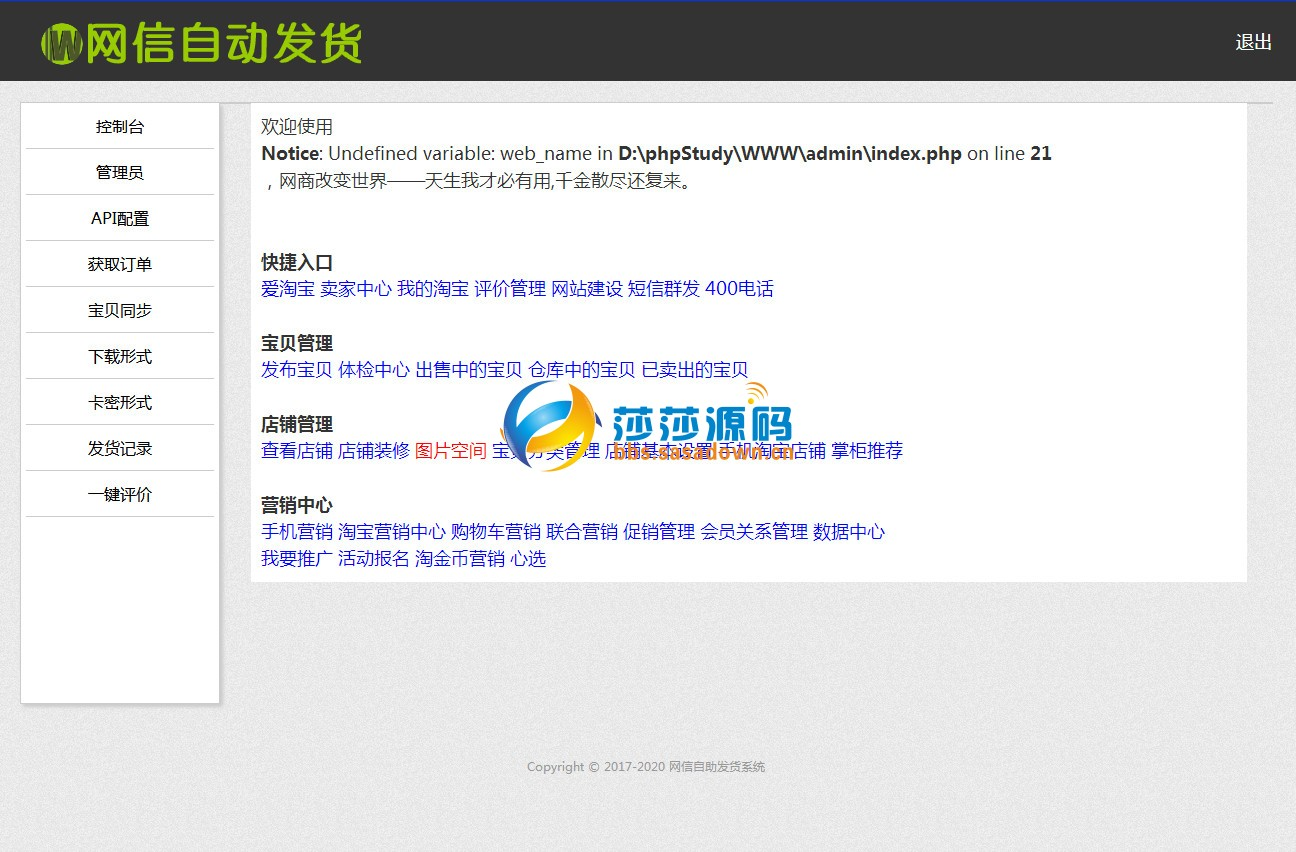 网信自动发货
退出
控制台
管理员
API配置
获取订单
宝贝同步
下载形式
卡密形式
发货记录
一键评价
欢迎使用
Notice: Undefined variable: web_name in D:\phpStudy\WWW\admin\index.php on line 21
，网商改变世界——天生我才必有用,千金散尽还复来。
快捷入口
爱淘宝 卖家中心 我的淘宝 评价管理 网站建设 短信群发 400电话
宝贝管理
发布宝贝 体检中心 出售中的宝贝 仓库中的宝贝 已卖出的宝贝
店铺管理
查看店铺 店铺装修 图片空间 宝贝分类管理 店铺基本设置 手机淘宝店铺 掌柜推荐
莎莎源码
bbs.sasadown.cn
营销中心
手机营销 淘宝营销中心 购物车营销 联合营销 促销管理 会员关系管理 数据中心
我要推广 活动报名 淘金币营销 心选
Copyright © 2017-2020 网信自助发货系统